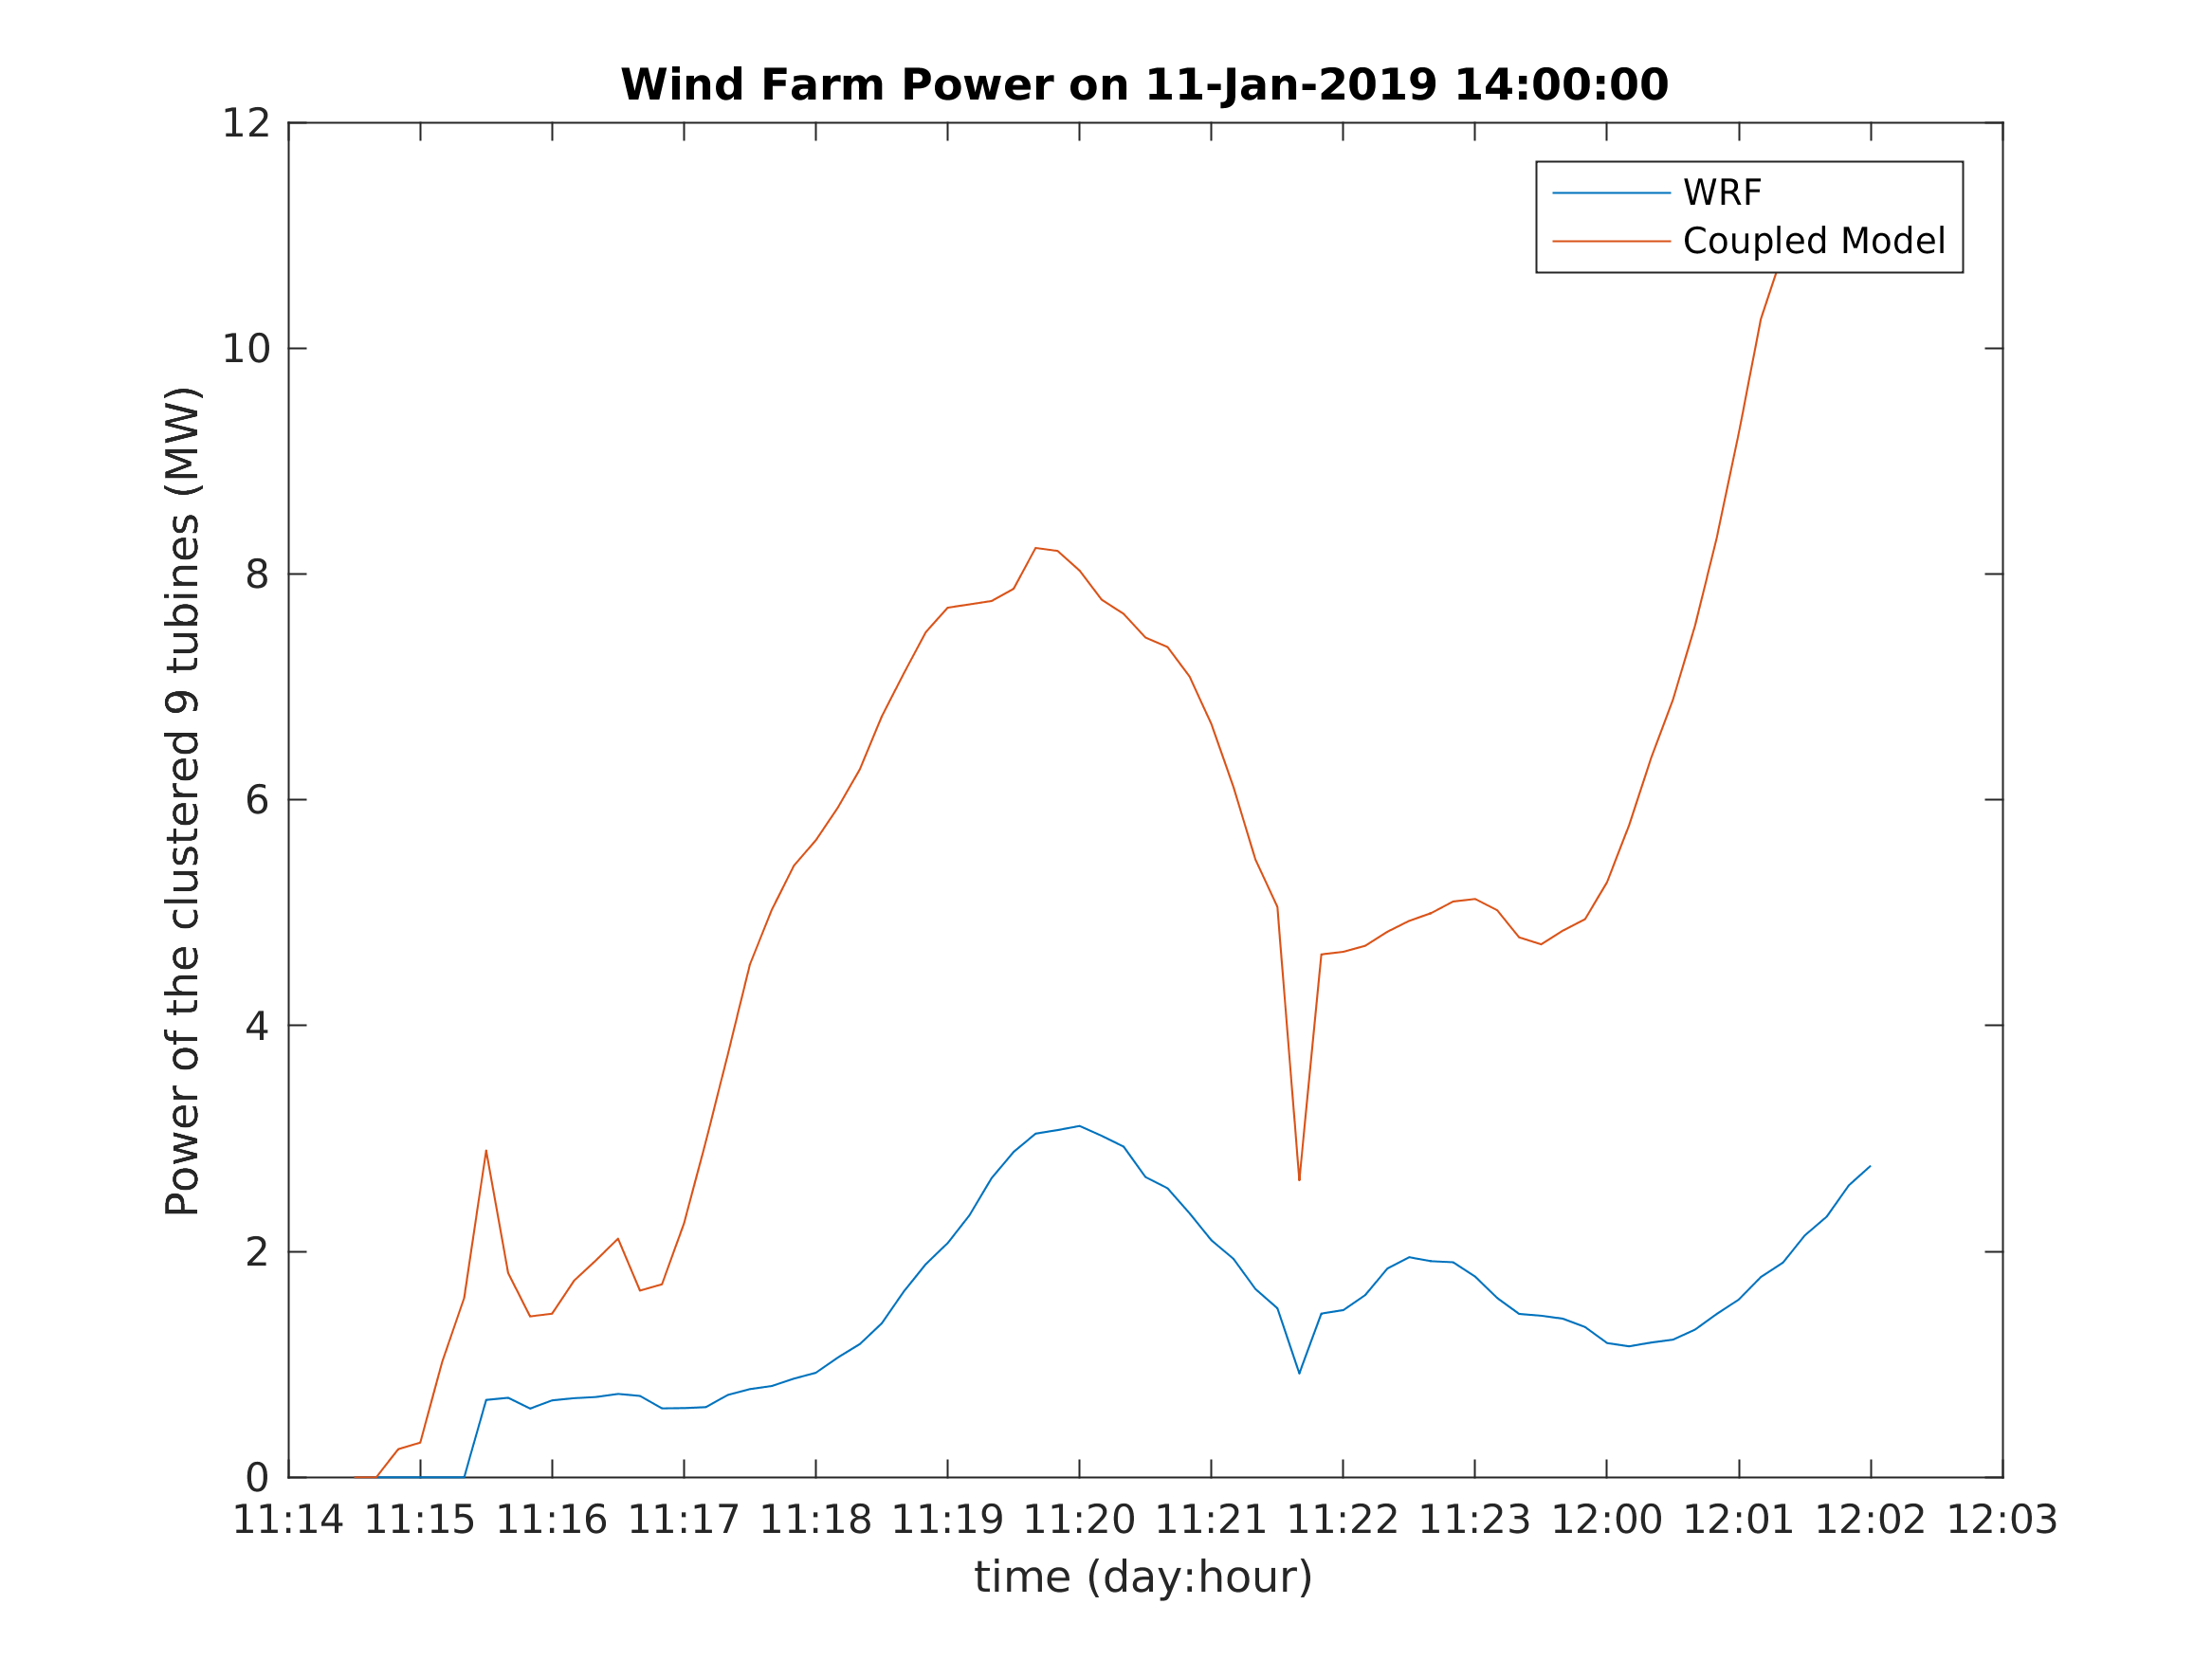 Wind Farm Power on 11-Jan-2019 14:00:00
12
10
8
6
4
2
0
Power of the clustered 9 tubines (MW)
WRF
Coupled Model
11:14 11:15 11:16 11:17 11:18 11:19 11:20 11:21 11:22 11:23 12:00 12:01 12:02 12:03
time (day:hour)